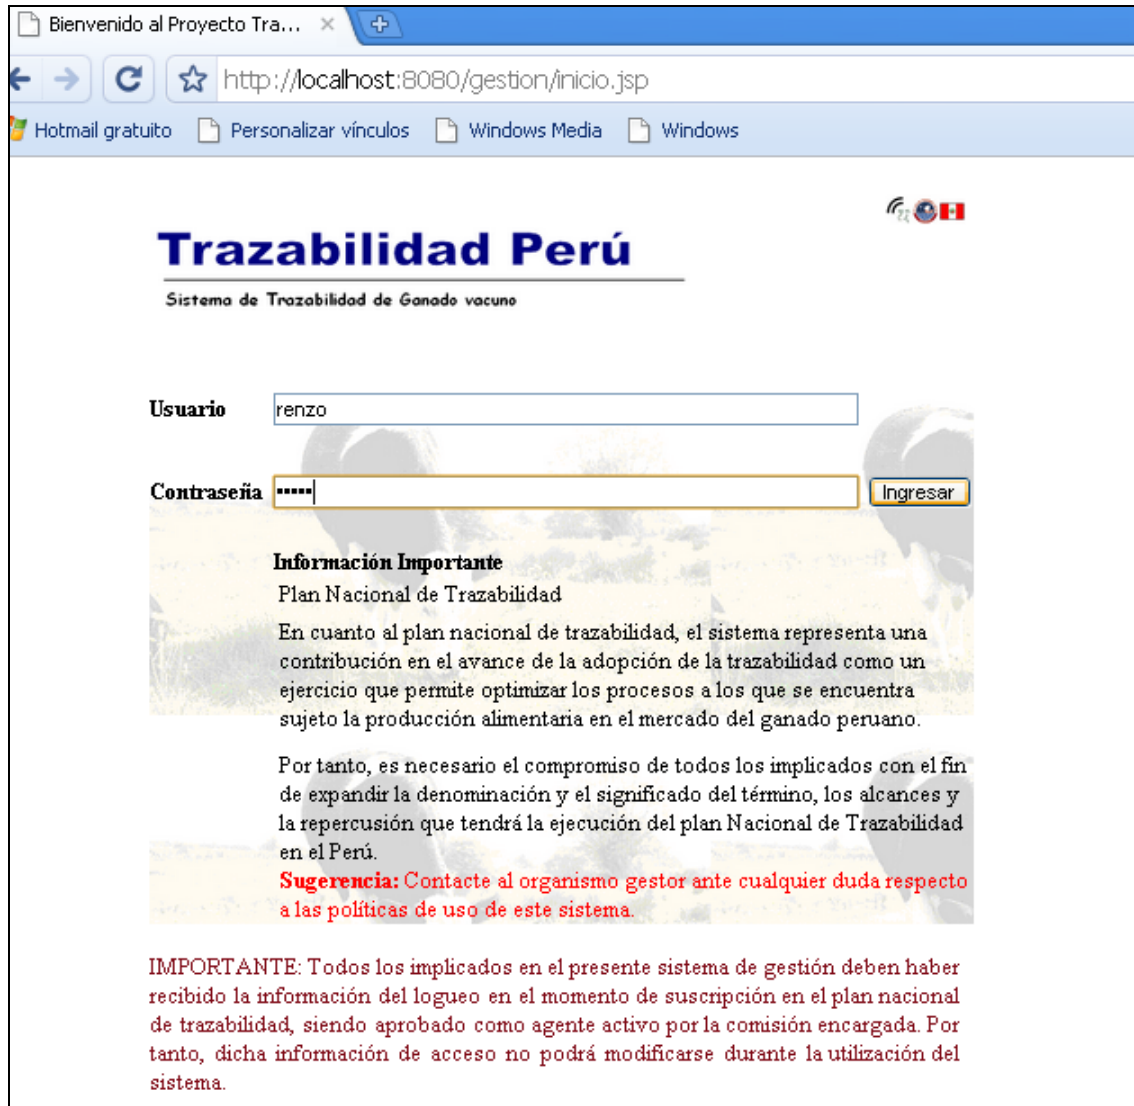 Bienvenido al Proyecto Tra...
http://localhost:8080/gestion/inicio.jsp
Hotmail gratuito Personalizar vínculos Windows Media Windows
Trazabilidad Perú
Sistema de Trazabilidad de Ganado vacuno
Usuario renzo
Contraseña ••••• Ingresar
Información Importante
Plan Nacional de Trazabilidad
En cuanto al plan nacional de trazabilidad, el sistema representa una
contribución en el avance de la adopción de la trazabilidad como un
ejercicio que permite optimizar los procesos a los que se encuentra
sujeto la producción alimentaria en el mercado del ganado peruano.
Por tanto, es necesario el compromiso de todos los implicados con el fin
de expandir la denominación y el significado del término, los alcances y
la repercusión que tendrá la ejecución del plan Nacional de Trazabilidad
en el Perú.
Sugerencia: Contacte al organismo gestor ante cualquier duda respecto
a las políticas de uso de este sistema.
IMPORTANTE: Todos los implicados en el presente sistema de gestión deben haber
recibido la información del logueo en el momento de suscripción en el plan nacional
de trazabilidad, siendo aprobado como agente activo por la comisión encargada. Por
tanto, dicha información de acceso no podrá modificarse durante la utilización del
sistema.